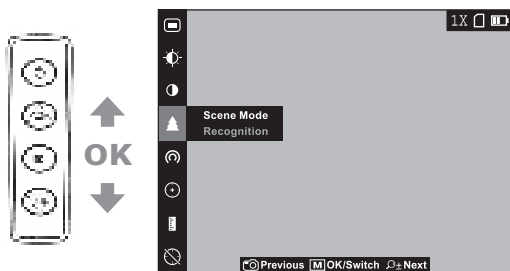 1X
OK
Scene Mode
Recognition
Previous M OK/Switch ± Next